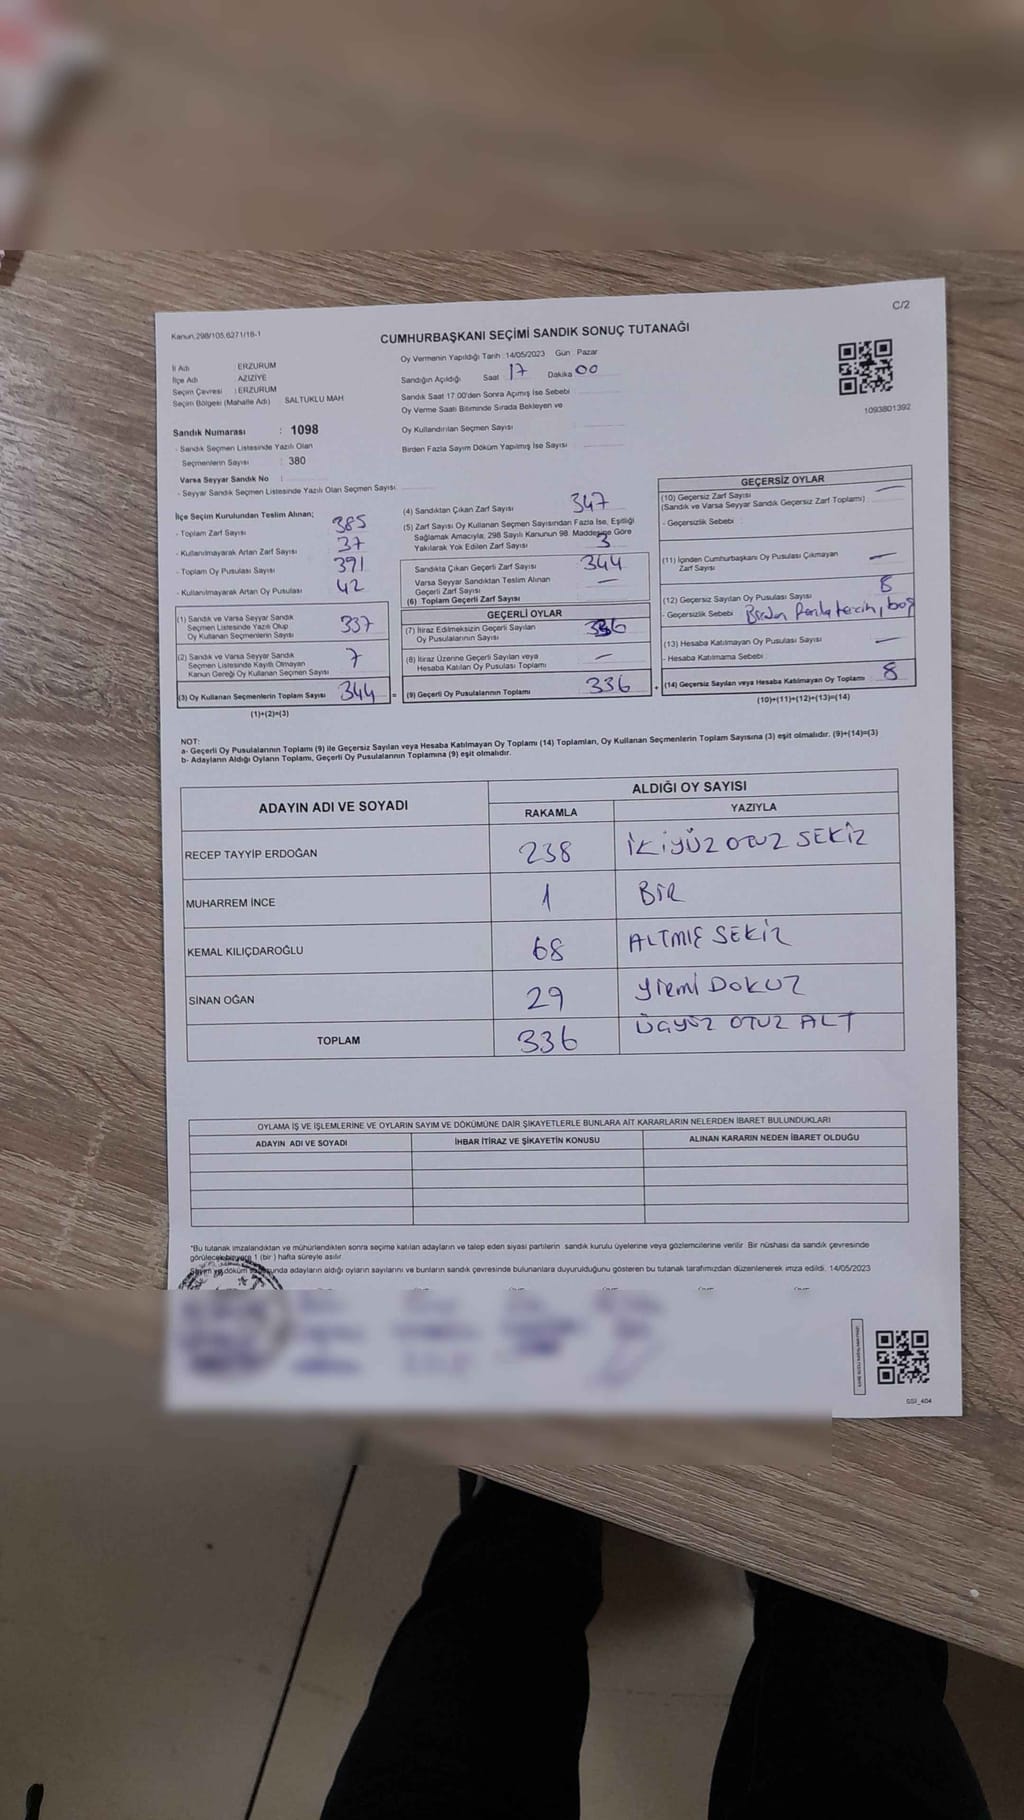 C/2
Kanun.298/105,6271/18-1
CUMHURBAŞKANI SEÇİMİ SANDIK SONUÇ TUTANAĞI
İl Adı ERZURUM
İlçe Adı AZİZİYE
Seçim Çevresi : ERZURUM
Seçim Bölgesi (Mahalle Adı) SALTUKLU MAH
Sandık Numarası : 1098
- Sandık Seçmen Listesinde Yazılı Olan
Seçmenlerin Sayısı : 380
Varsa Seyyar Sandık No :
- Seyyar Sandık Seçmen Listesinde Yazılı Olan Seçmen Sayısı
Oy Vermenin Yapıldığı Tarih : 14/05/2023 Gün : Pazar
Sandığın Açıldığı Saat 17 Dakika 00
Sandık Saat 17.00'den Sonra Açımış İse Sebebi
Oy Verme Saati Bitiminde Sırada Bekleyen ve
Oy Kullandırılan Seçmen Sayısı
Birden Fazla Sayım Döküm Yapılmış İse Sayısı
1093801392
İlçe Seçim Kurulundan Teslim Alınan;
- Toplam Zarf Sayısı 385
- Kullanılmayarak Artan Zarf Sayısı 37
- Toplam Oy Pusulası Sayısı 391
- Kullanılmayarak Artan Oy Pusulası 42
(1) Sandık ve Varsa Seyyar Sandık
Seçmen Listesinde Yazılı Olup
Oy Kullanan Seçmenlerin Sayısı 337
(2) Sandık ve Varsa Seyyar Sandık
Seçmen Listesinde Kayıtlı Olmayan
Kanun Gereği Oy Kullanan Seçmen Sayısı 7
(3) Oy Kullanan Seçmenlerin Toplam Sayısı 344 =
(1)+(2)=(3)
(4) Sandıktan Çıkan Zarf Sayısı 347
(5) Zarf Sayısı Oy Kullanan Seçmen Sayısından Fazla İse, Eşitliği
Sağlamak Amacıyla; 298 Sayılı Kanunun 98. Maddesine Göre
Yakılarak Yok Edilen Zarf Sayısı 3
Sandıkta Çıkan Geçerli Zarf Sayısı 344
Varsa Seyyar Sandıktan Teslim Alınan
Geçerli Zarf Sayısı —
(6) Toplam Geçerli Zarf Sayısı
GEÇERLİ OYLAR
(7) İtiraz Edilmeksizin Geçerli Sayılan
Oy Pusulalarının Sayısı 336
(8) İtiraz Üzerine Geçerli Sayılan veya
Hesaba Katılan Oy Pusulası Toplamı —
(9) Geçerli Oy Pusulalarının Toplamı 336 +
GEÇERSİZ OYLAR
(10) Geçersiz Zarf Sayısı —
(Sandık ve Varsa Seyyar Sandık Geçersiz Zarf Toplamı)
- Geçersizlik Sebebi :
(11) İçinden Cumhurbaşkanı Oy Pusulası Çıkmayan
Zarf Sayısı —
(12) Geçersiz Sayılan Oy Pusulası Sayısı 8
- Geçersizlik Sebebi Birden Fazla tercih, boş
(13) Hesaba Katılmayan Oy Pusulası Sayısı —
- Hesaba Katılmama Sebebi
(14) Geçersiz Sayılan veya Hesaba Katılmayan Oy Toplamı 8
(10)+(11)+(12)+(13)=(14)
NOT:
a- Geçerli Oy Pusulalarının Toplamı (9) ile Geçersiz Sayılan veya Hesaba Katılmayan Oy Toplamı (14) Toplamları, Oy Kullanan Seçmenlerin Toplam Sayısına (3) eşit olmalıdır. (9)+(14)=(3)
b- Adayların Aldığı Oyların Toplamı, Geçerli Oy Pusulalarının Toplamına (9) eşit olmalıdır.
ADAYIN ADI VE SOYADI ALDIĞI OY SAYISI
RAKAMLA YAZIYLA
RECEP TAYYİP ERDOĞAN 238 İKİYÜZ OTUZ SEKİZ
MUHARREM İNCE 1 BİR
KEMAL KILIÇDAROĞLU 68 ALTMIŞ SEKİZ
SİNAN OĞAN 29 YİRMİ DOKUZ
TOPLAM 336 ÜÇYÜZ OTUZ ALT
OYLAMA İŞ VE İŞLEMLERİNE VE OYLARIN SAYIM VE DÖKÜMÜNE DAİR ŞİKAYETLERLE BUNLARA AİT KARARLARIN NELERDEN İBARET BULUNDUKLARI
ADAYIN ADI VE SOYADI İHBAR İTİRAZ VE ŞİKAYETİN KONUSU ALINAN KARARIN NEDEN İBARET OLDUĞU
*Bu tutanak imzalandıktan ve mühürlendikten sonra seçime katılan adayların ve talep eden siyasi partilerin sandık kurulu üyelerine veya gözlemcilerine verilir. Bir nüshası da sandık çevresinde
görülecek bir yere 1 (bir ) hafta süreyle asılır.
Sayım ve döküm sonunda adayların aldığı oyların sayılarını ve bunların sandık çevresinde bulunanlara duyurulduğunu gösteren bu tutanak tarafımızdan düzenlenerek imza edildi. 14/05/2023
SSI_404